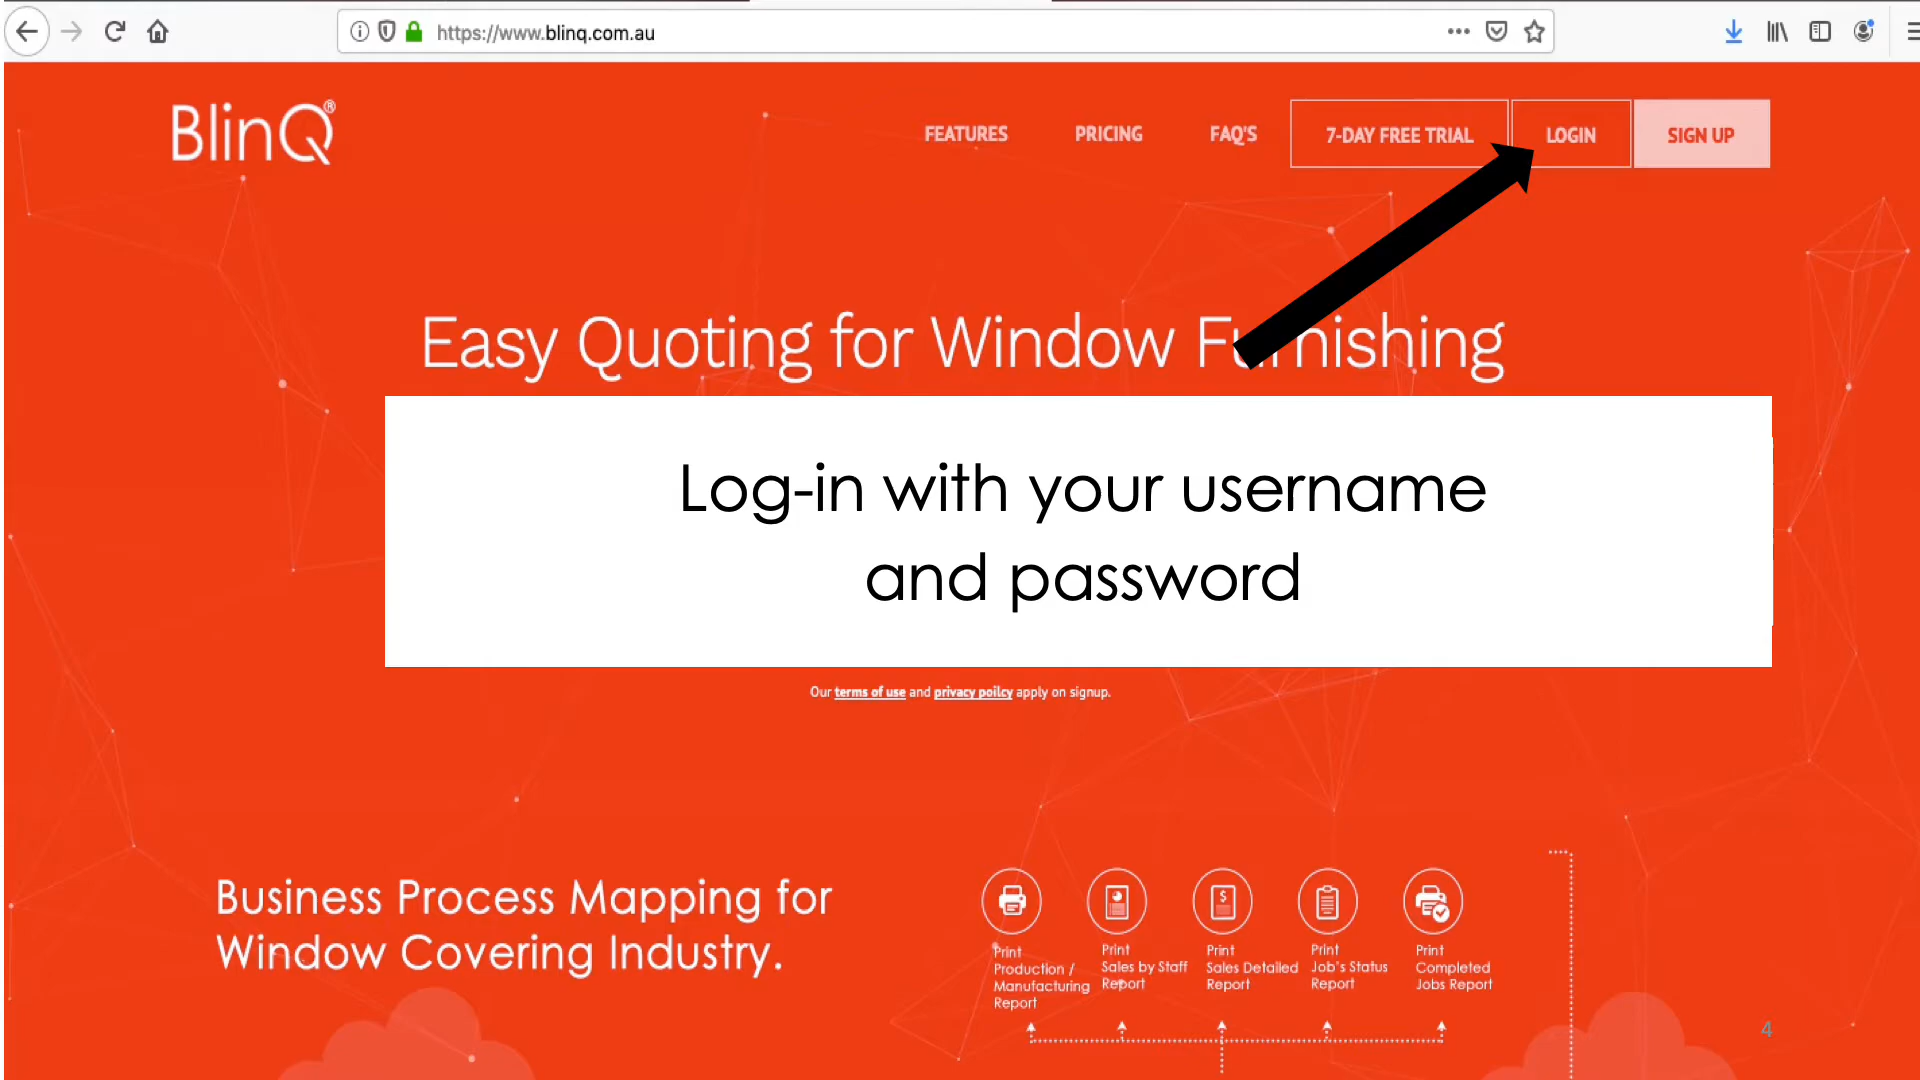 https://www.blinq.com.au
BlinQ®
FEATURES
PRICING
FAQ'S
7-DAY FREE TRIAL
LOGIN
SIGN UP
Easy Quoting for Window Furnishing
Log-in with your username
and password
Our terms of use and privacy poilcy apply on signup.
Business Process Mapping for
Window Covering Industry.
Print
Production /
Manufacturing
Report
Print
Sales by Staff
Report
Print
Sales Detailed
Report
Print
Job's Status
Report
Print
Completed
Jobs Report
4